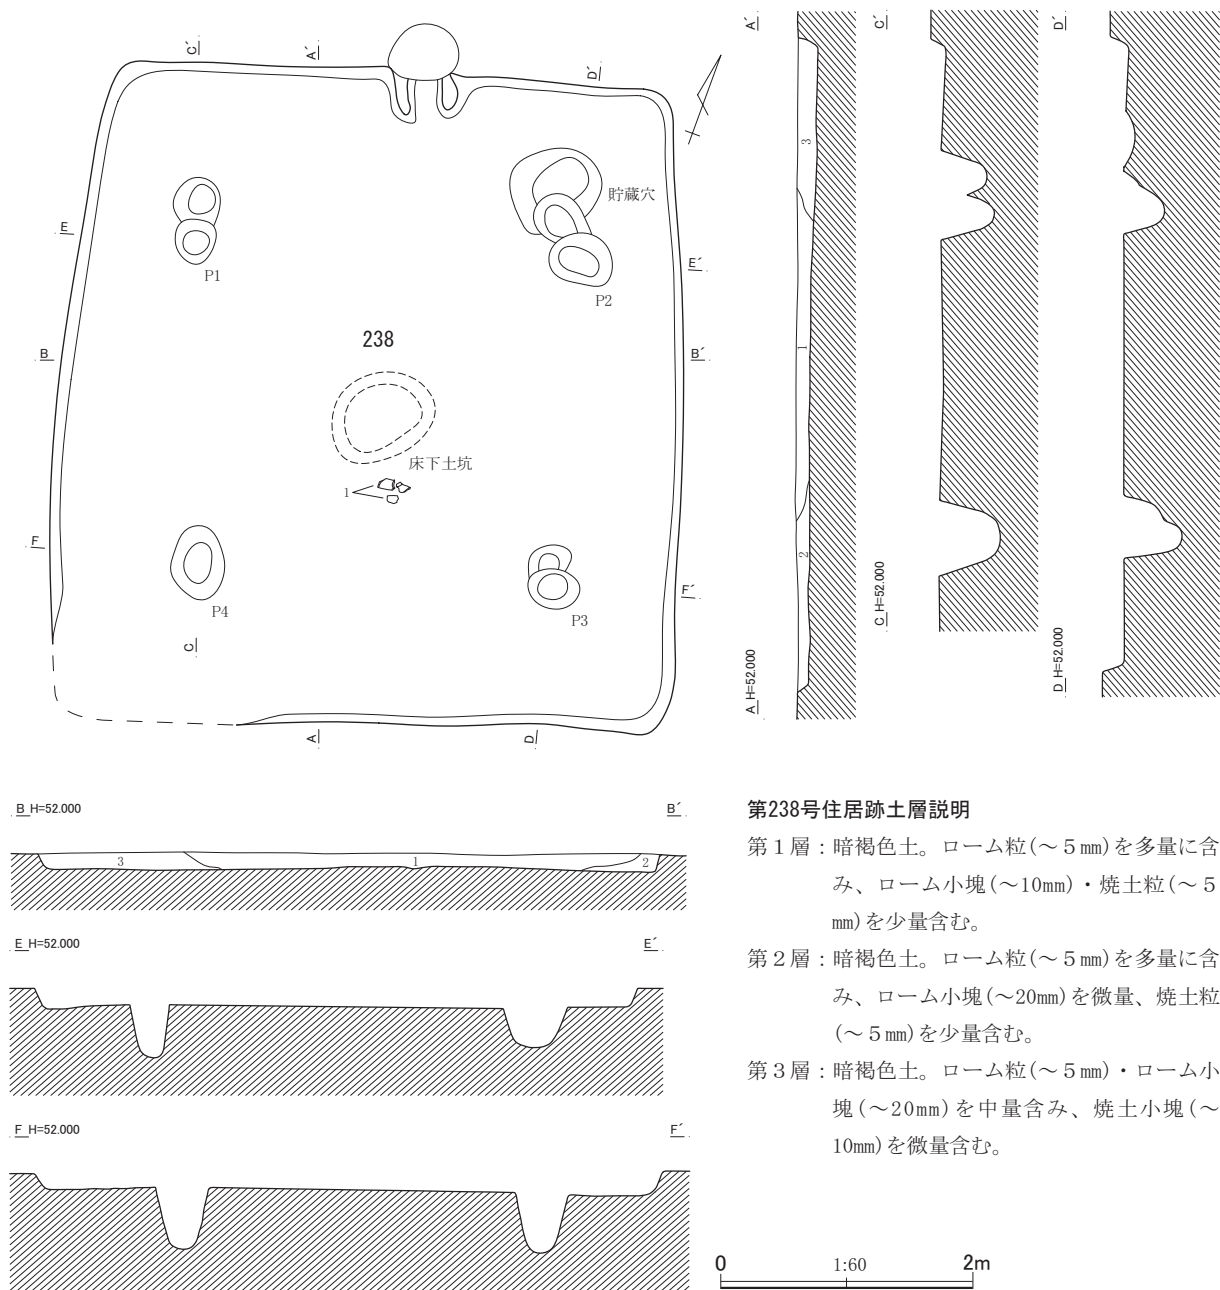 C´
A´
D´
貯蔵穴
E
E´
P1
P2
238
B
B´
床下土坑
1
F
F´
P4
P3
C
A
D
A´
3
1
2
A H=52.000
C´
C H=52.000
D´
D H=52.000
B H=52.000
B´
3
1
2
E H=52.000
E´
F H=52.000
F´
第238号住居跡土層説明
第1層：暗褐色土。ローム粒(～5㎜)を多量に含
み、ローム小塊(～10㎜)・焼土粒(～5
㎜)を少量含む。
第2層：暗褐色土。ローム粒(～5㎜)を多量に含
み、ローム小塊(～20㎜)を微量、焼土粒
(～5㎜)を少量含む。
第3層：暗褐色土。ローム粒(～5㎜)・ローム小
塊(～20㎜)を中量含み、焼土小塊(～
10㎜)を微量含む。
0
1:60
2m